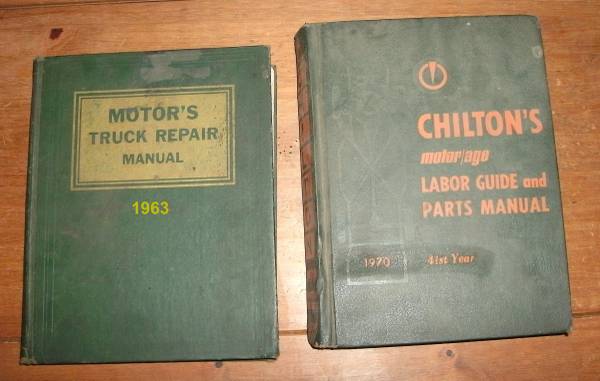 MOTOR'S
TRUCK REPAIR
MANUAL
1963
CHILTON'S
motor/age
LABOR GUIDE and
PARTS MANUAL
1970 41st Year